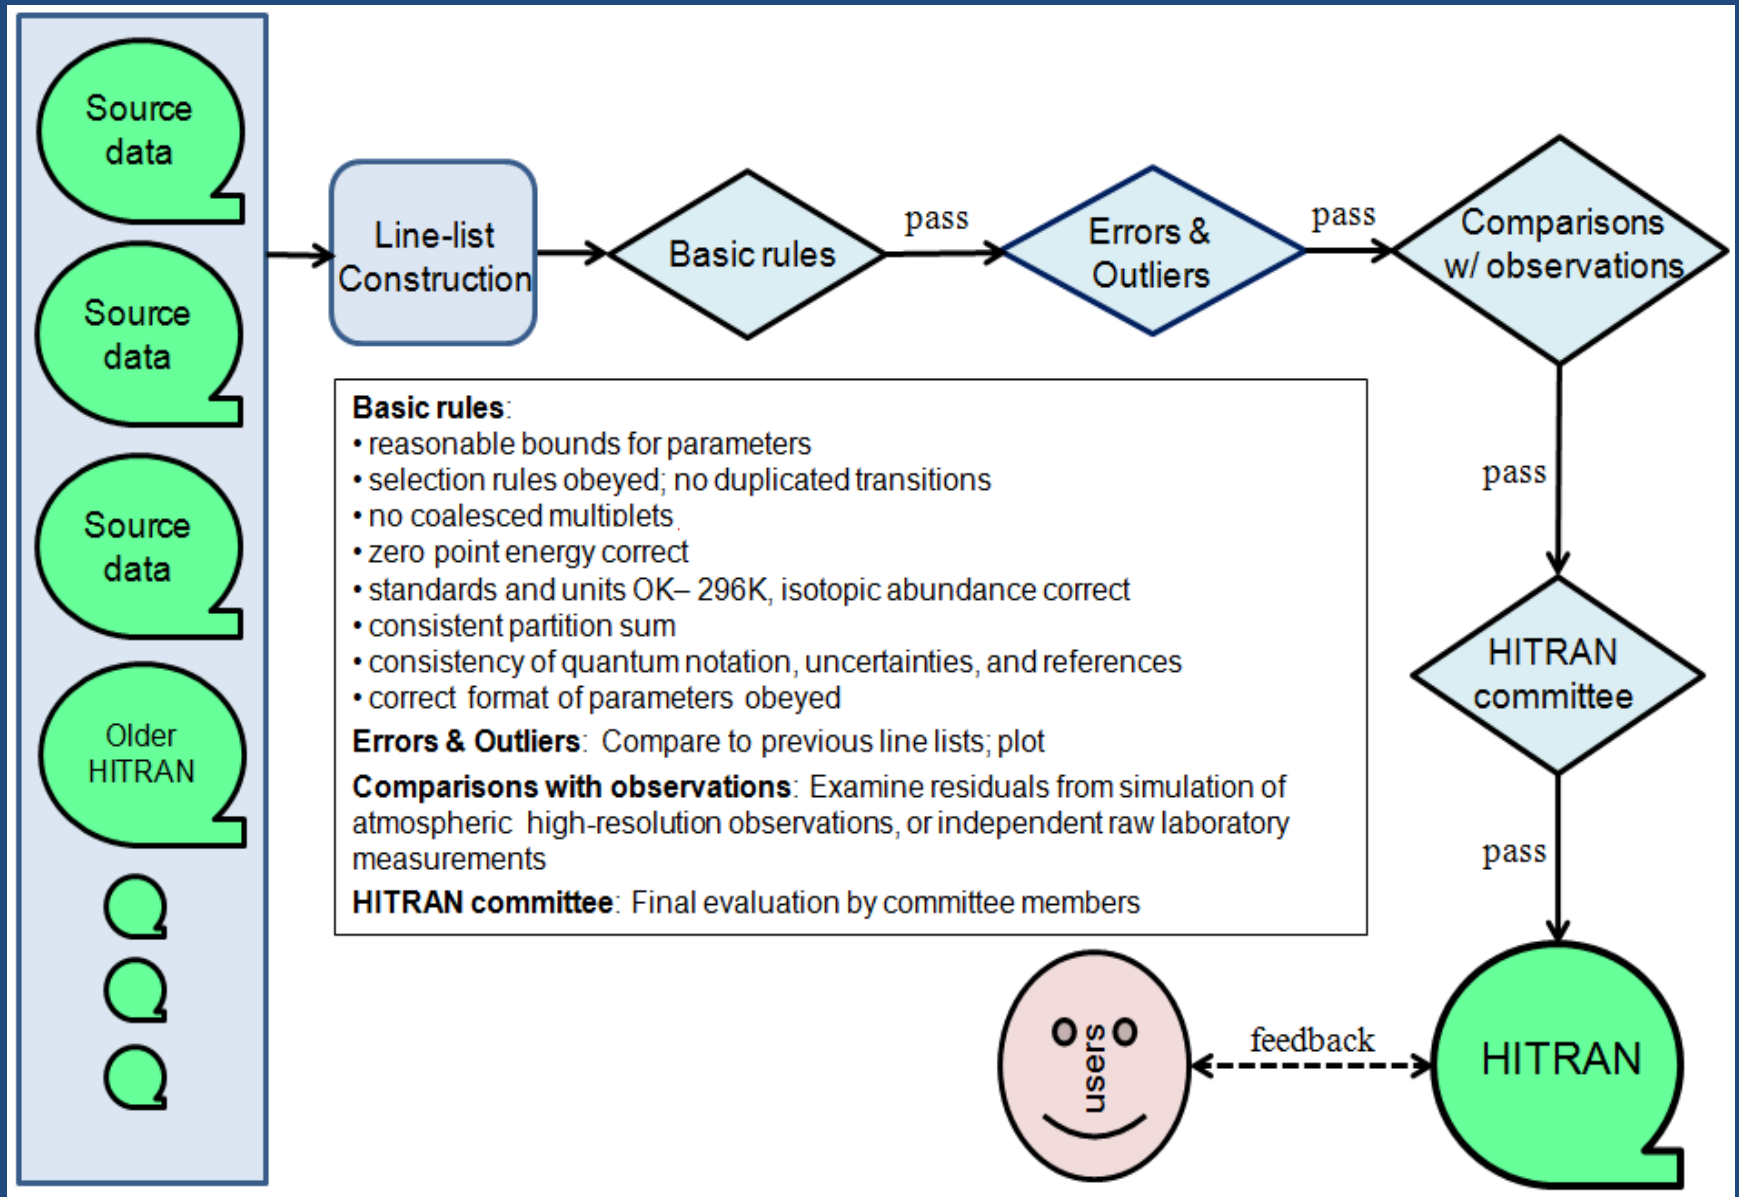 Source
data
Source
data
Source
data
Older
HITRAN
Line-list
Construction
Basic rules
pass
Errors &
Outliers
pass
Comparisons
w/ observations
pass
HITRAN
committee
pass
HITRAN
feedback
users
Basic rules:
• reasonable bounds for parameters
• selection rules obeyed; no duplicated transitions
• no coalesced multiplets
• zero point energy correct
• standards and units OK– 296K, isotopic abundance correct
• consistent partition sum
• consistency of quantum notation, uncertainties, and references
• correct format of parameters obeyed
Errors & Outliers: Compare to previous line lists; plot
Comparisons with observations: Examine residuals from simulation of
atmospheric high-resolution observations, or independent raw laboratory
measurements
HITRAN committee: Final evaluation by committee members